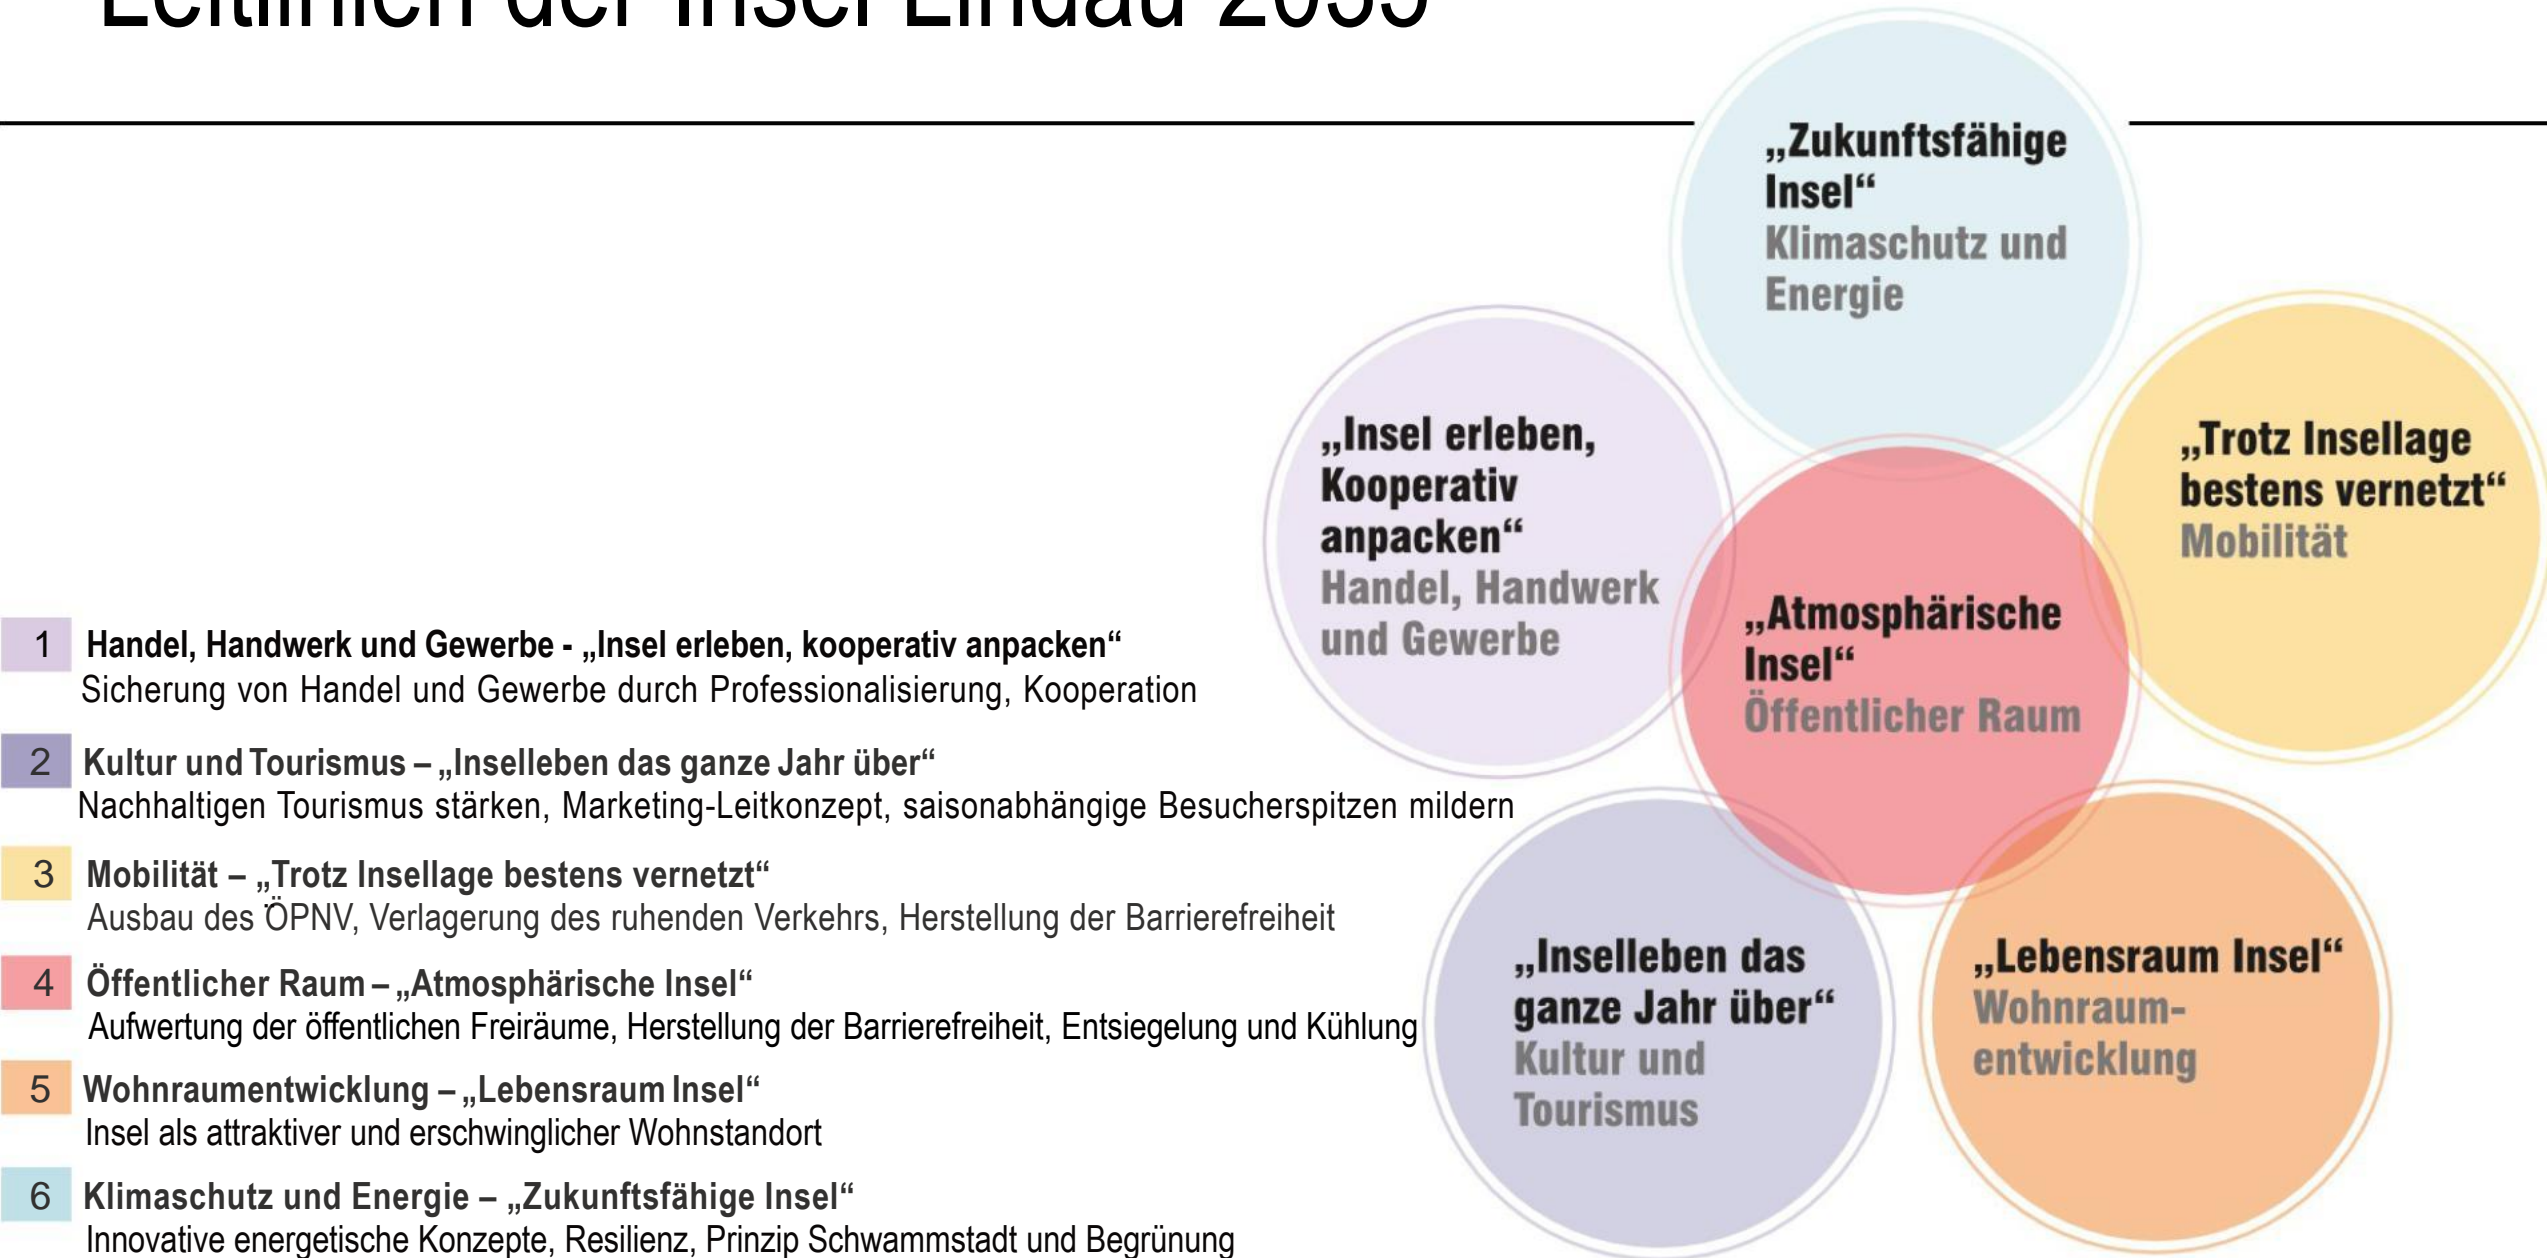 Leitlinien der Insel Lindau
„Zukunftsfähige
Insel“
Klimaschutz und
Energie
„Insel erleben,
Kooperativ
anpacken“
Handel, Handwerk
und Gewerbe
„Trotz Insellage
bestens vernetzt“
Mobilität
„Atmosphärische
Insel“
Öffentlicher Raum
„Inselleben das
ganze Jahr über“
Kultur und
Tourismus
„Lebensraum Insel“
Wohnraum-
entwicklung
1 Handel, Handwerk und Gewerbe - „Insel erleben, kooperativ anpacken“
Sicherung von Handel und Gewerbe durch Professionalisierung, Kooperation
2 Kultur und Tourismus – „Inselleben das ganze Jahr über“
Nachhaltigen Tourismus stärken, Marketing-Leitkonzept, saisonabhängige Besucherspitzen mildern
3 Mobilität – „Trotz Insellage bestens vernetzt“
Ausbau des ÖPNV, Verlagerung des ruhenden Verkehrs, Herstellung der Barrierefreiheit
4 Öffentlicher Raum – „Atmosphärische Insel“
Aufwertung der öffentlichen Freiräume, Herstellung der Barrierefreiheit, Entsiegelung und Kühlung
5 Wohnraumentwicklung – „Lebensraum Insel“
Insel als attraktiver und erschwinglicher Wohnstandort
6 Klimaschutz und Energie – „Zukunftsfähige Insel“
Innovative energetische Konzepte, Resilienz, Prinzip Schwammstadt und Begrünung